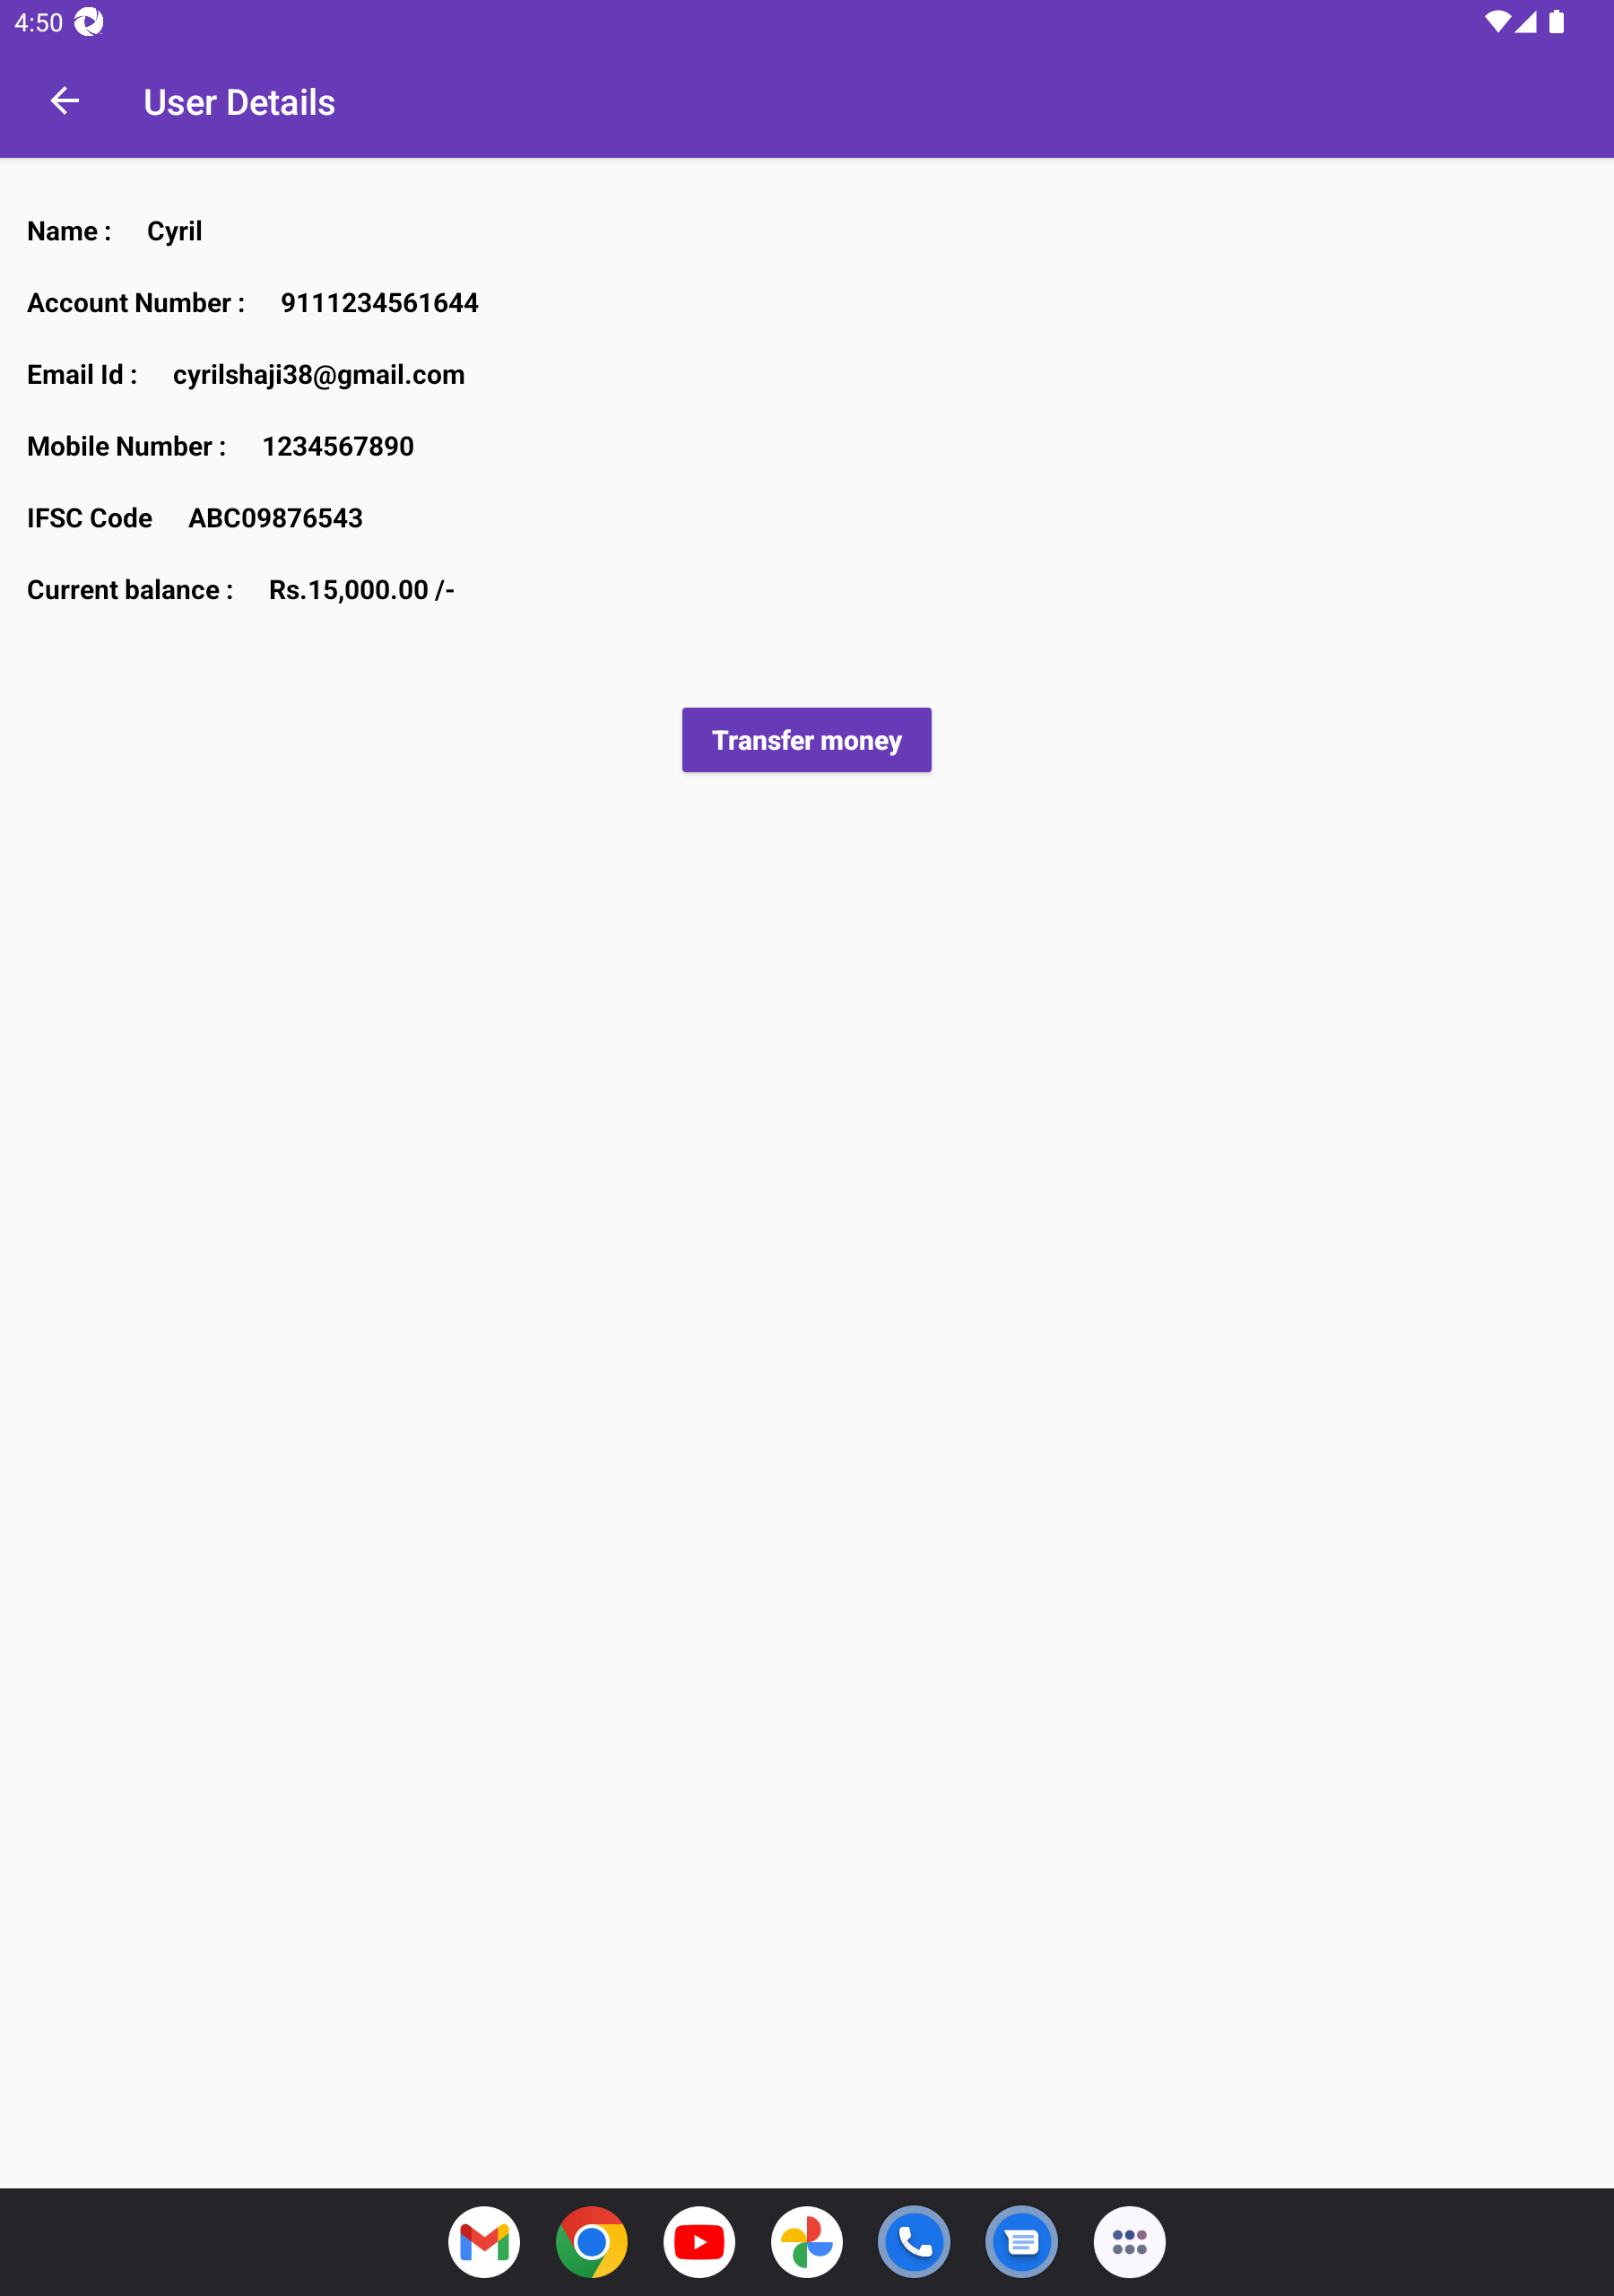 4:50
User Details
Name : Cyril
Account Number : 9111234561644
Email Id : cyrilshaji38@gmail.com
Mobile Number : 1234567890
IFSC Code ABC09876543
Current balance : Rs.15,000.00 /-
Transfer money